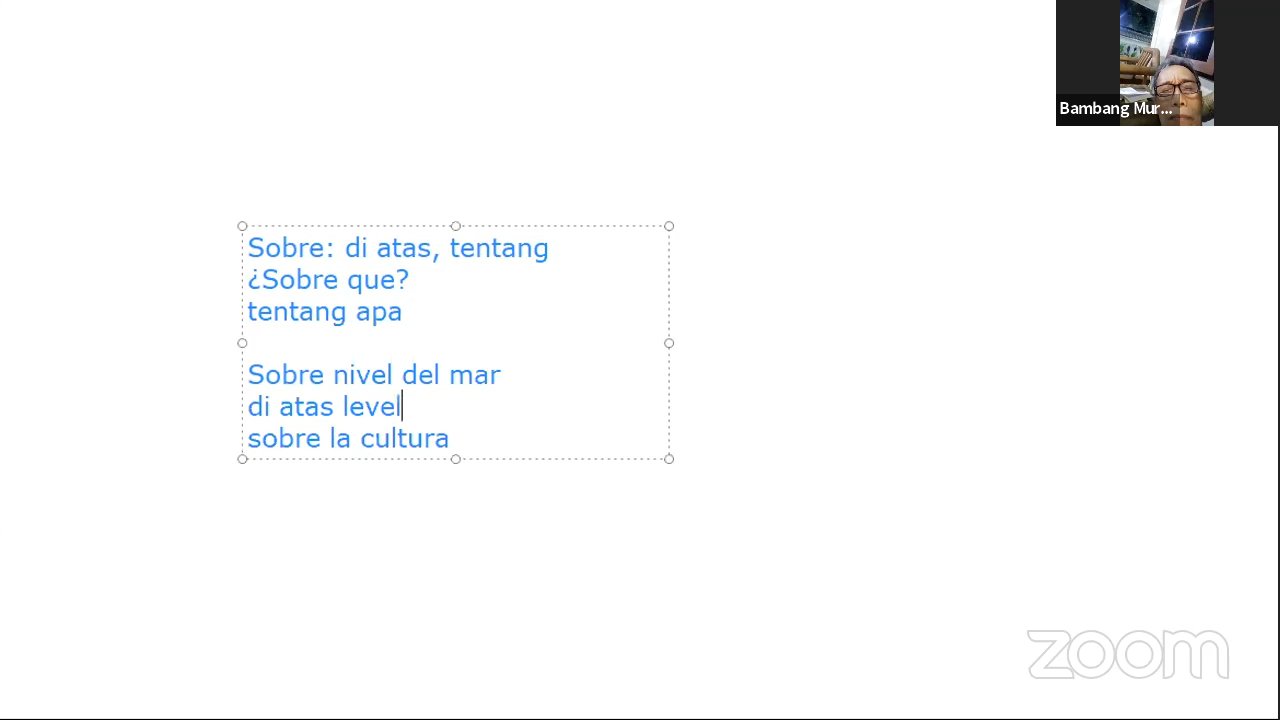 Bambang Mur...
Sobre: di atas, tentang
¿Sobre que?
tentang apa
Sobre nivel del mar
di atas level
sobre la cultura
zoom